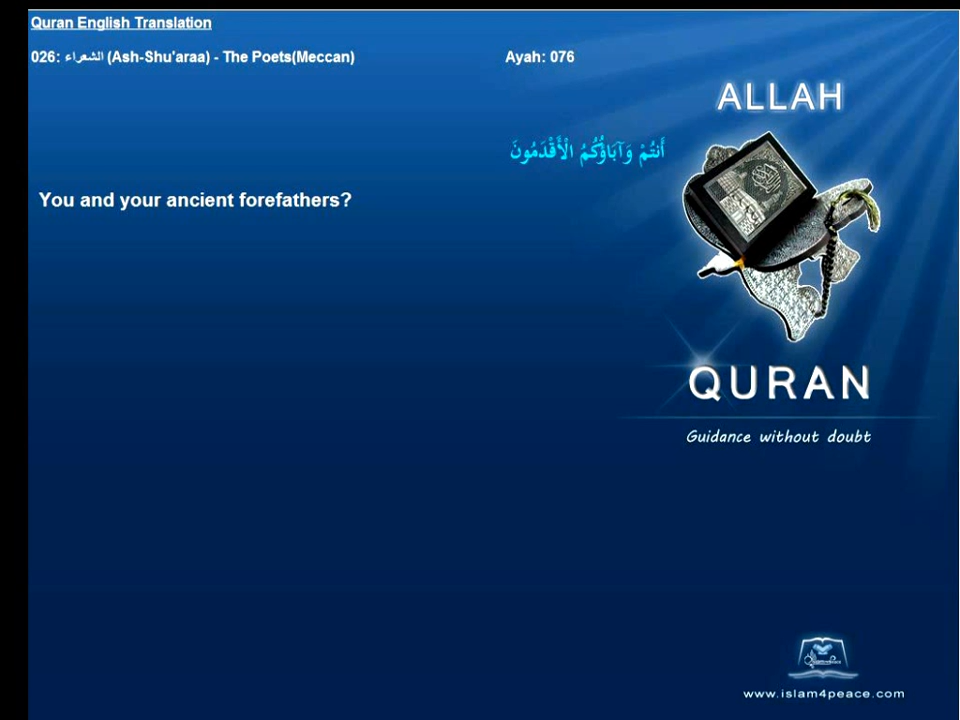 Quran English Translation
026: الشعراء (Ash-Shu'araa) - The Poets(Meccan) Ayah: 076
ALLAH
أَنتُمْ وَآبَاؤُكُمُ الْأَقْدَمُونَ
You and your ancient forefathers?
QURAN
Guidance without doubt
www.islam4peace.com